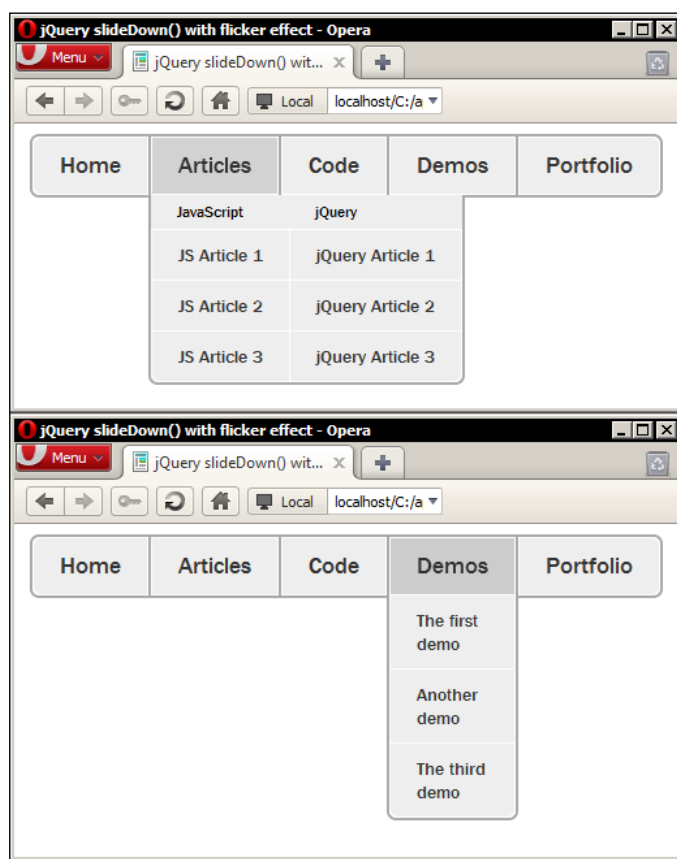 jQuery slideDown() with flicker effect - Opera
Menu
jQuery slideDown() wit...
Local localhost/C:/a
Home Articles Code Demos Portfolio
JavaScript jQuery
JS Article 1 jQuery Article 1
JS Article 2 jQuery Article 2
JS Article 3 jQuery Article 3
jQuery slideDown() with flicker effect - Opera
Menu
jQuery slideDown() wit...
Local localhost/C:/a
Home Articles Code Demos Portfolio
The first
demo
Another
demo
The third
demo